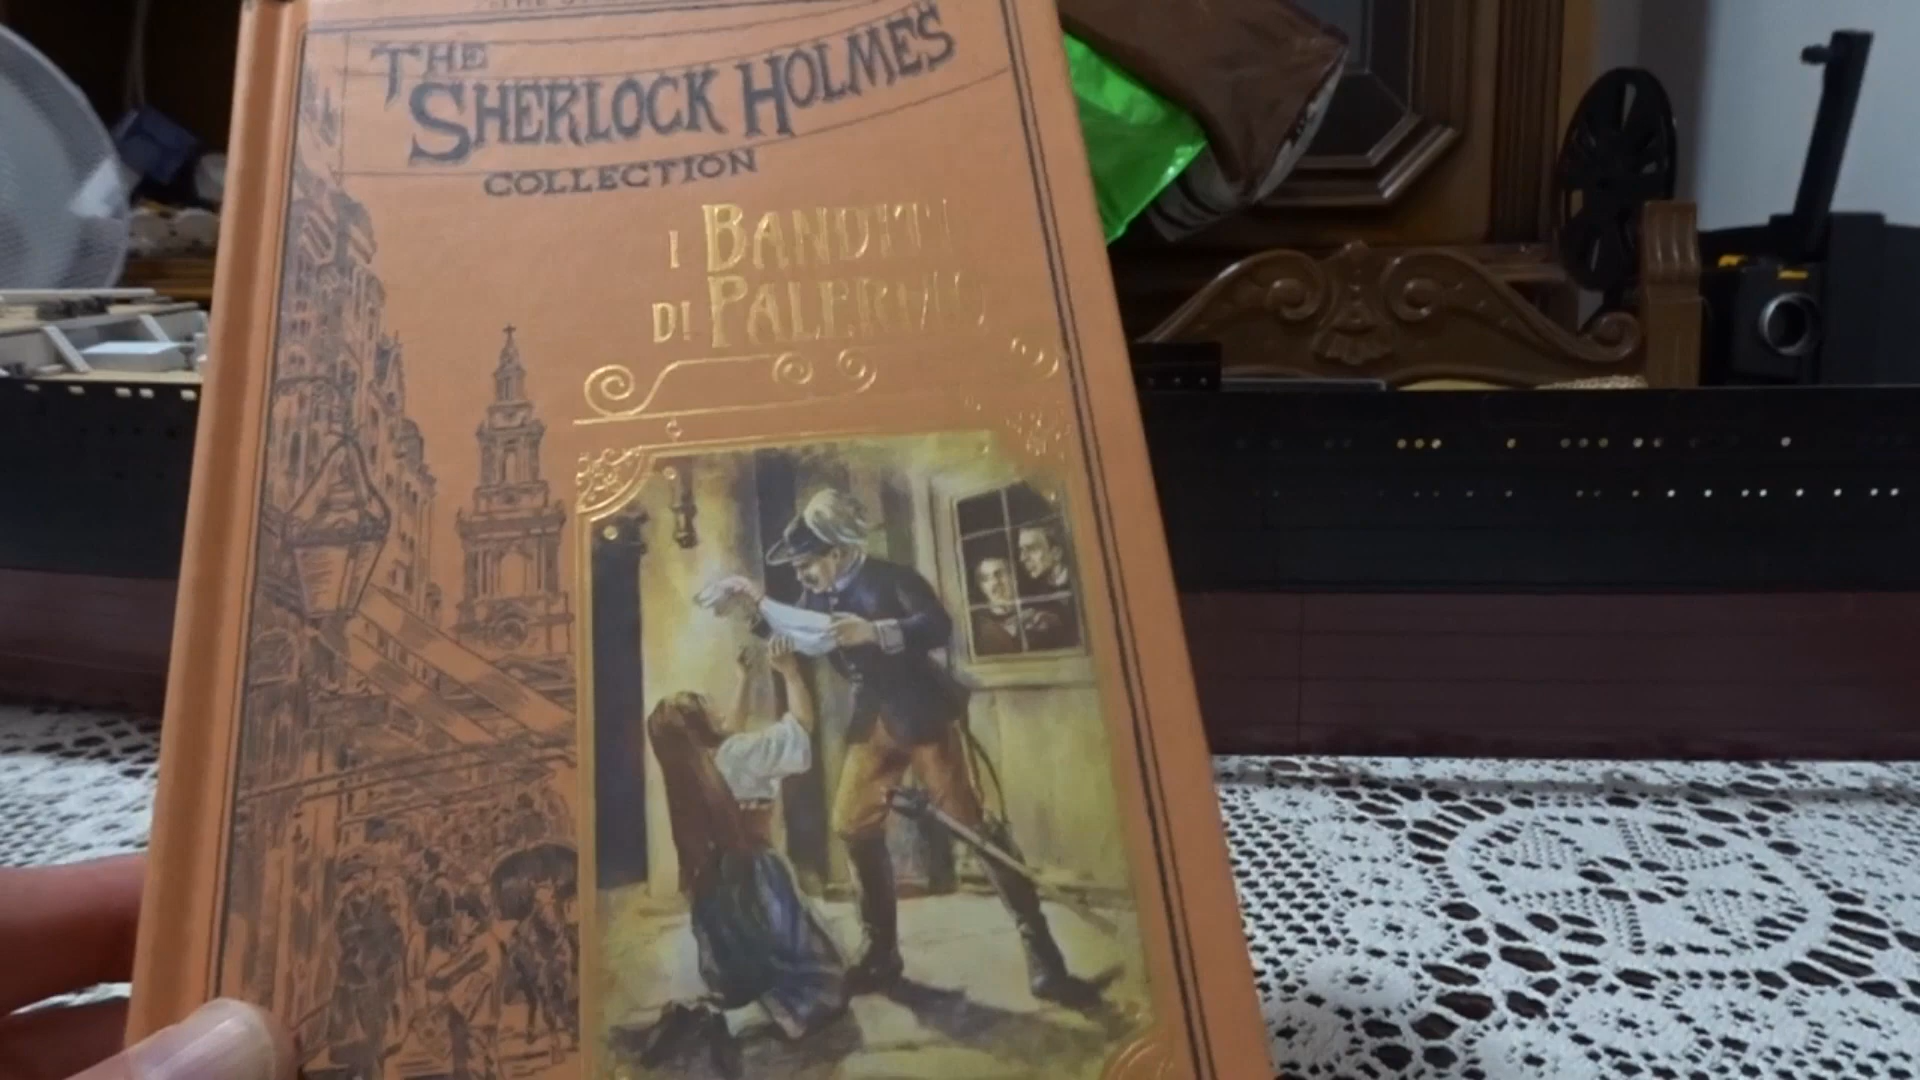 THE
SHERLOCK HOLMES
COLLECTION
I BANDITI
DI PALERMO